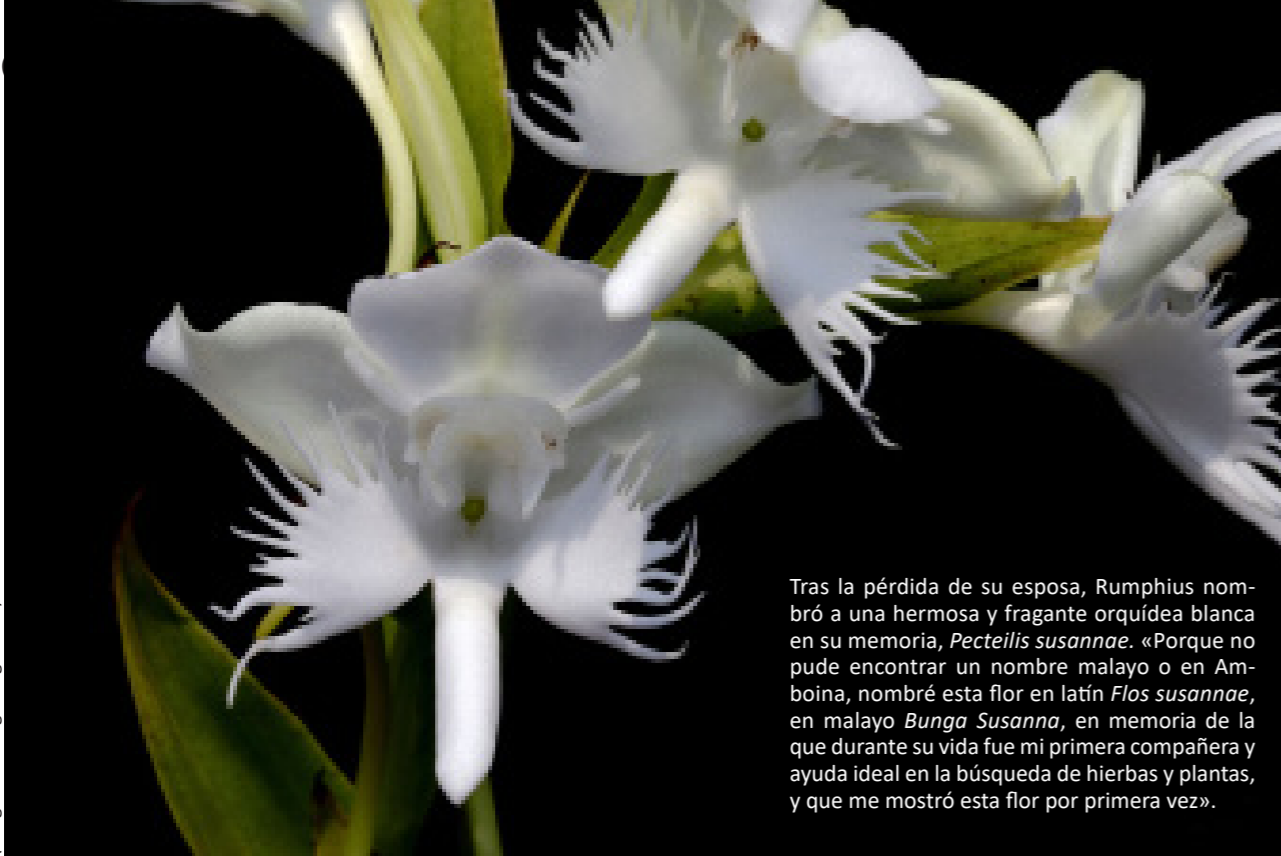 Tras la pérdida de su esposa, Rumphius nom-
bró a una hermosa y fragante orquídea blanca
en su memoria, Pecteilis susannae. «Porque no
pude encontrar un nombre malayo o en Am-
boina, nombré esta flor en latín Flos susannae,
en malayo Bunga Susanna, en memoria de la
que durante su vida fue mi primera compañera y
ayuda ideal en la búsqueda de hierbas y plantas,
y que me mostró esta flor por primera vez».